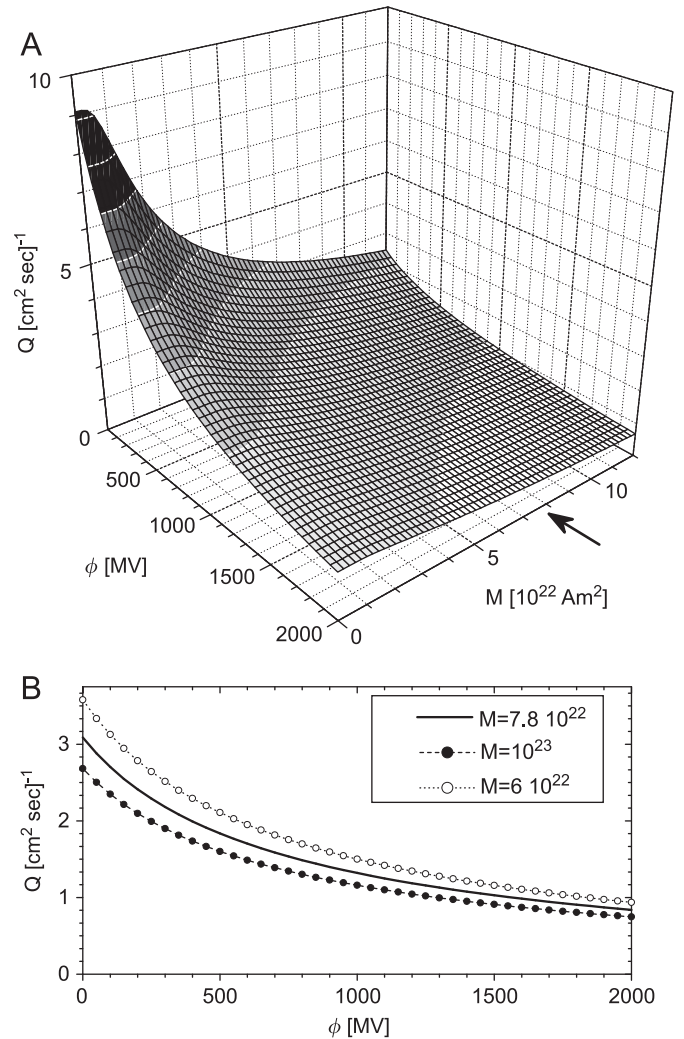 A
10
5
0
Q [cm² sec]⁻¹
500
1000
1500
2000
ϕ [MV]
0
5
10
M [10²² Am²]
B
M=7.8 10²²
M=10²³
M=6 10²²
3
2
1
0
Q [cm² sec]⁻¹
0 500 1000 1500 2000
ϕ [MV]